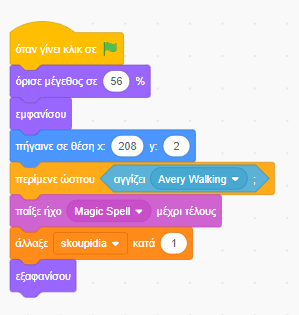 όταν γίνει κλικ σε
όρισε μέγεθος σε 56 %
εμφανίσου
πήγαινε σε θέση x: 208 y: 2
περίμενε ώσπου αγγίζει Avery Walking ;
παίξε ήχο Magic Spell μέχρι τέλους
άλλαξε skoupidia κατά 1
εξαφανίσου